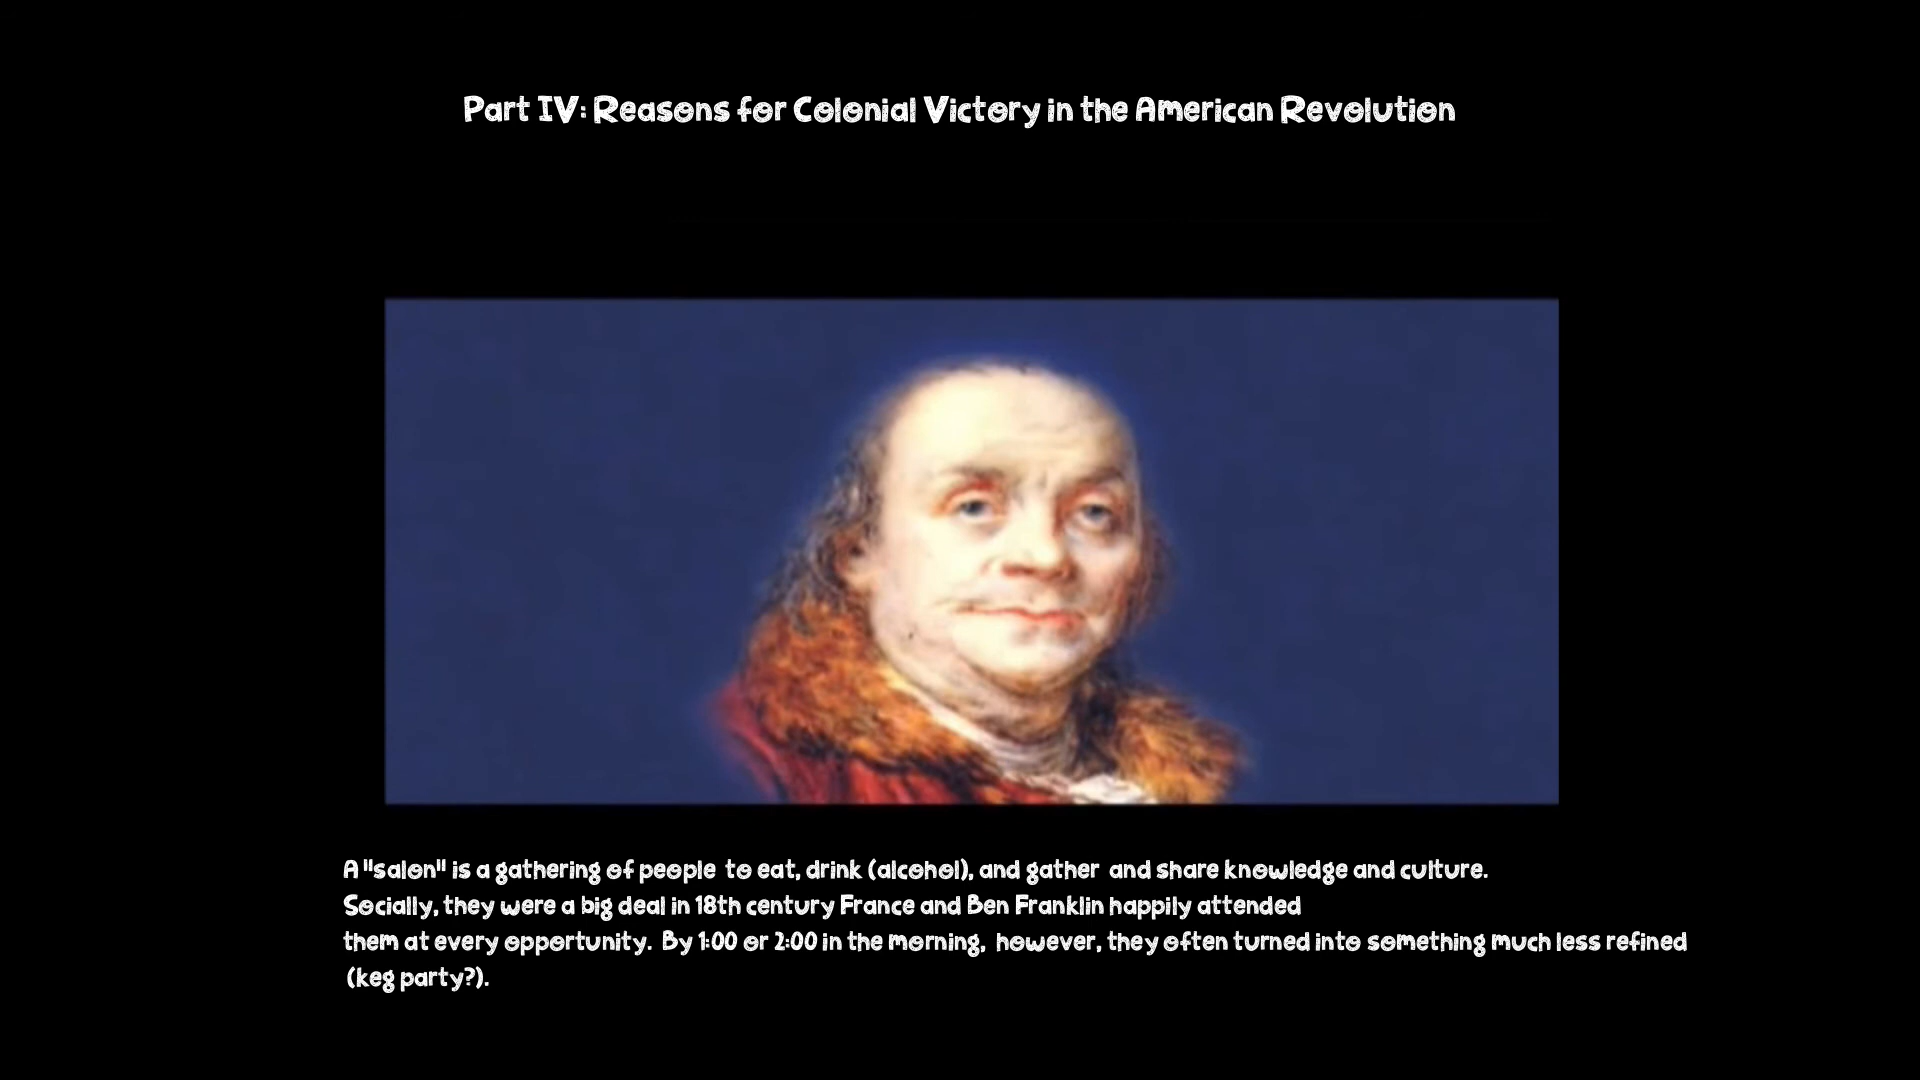 Part IV: Reasons for Colonial Victory in the American Revolution
A "salon" is a gathering of people to eat, drink (alcohol), and gather and share knowledge and culture.
Socially, they were a big deal in 18th century France and Ben Franklin happily attended
them at every opportunity. By 1:00 or 2:00 in the morning, however, they often turned into something much less refined
(keg party?).